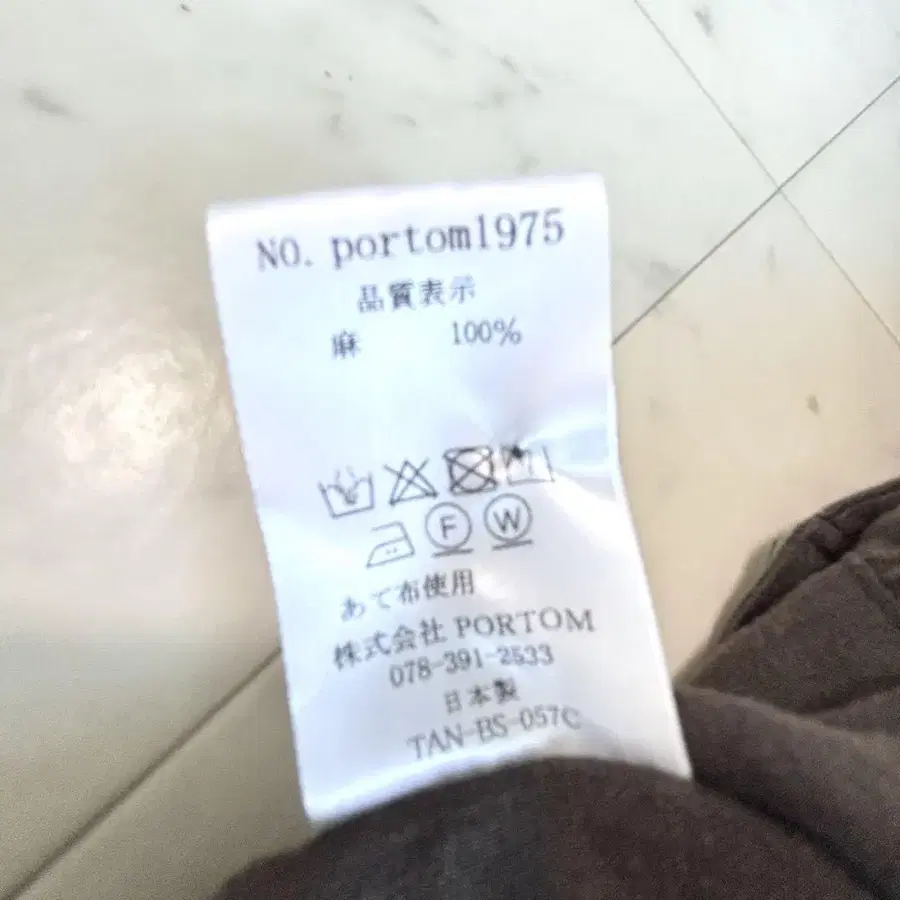 NO. portom1975
品質表示
麻 100%
F W
あて布使用
株式会社 PORTOM
078-391-2533
日本製
TAN-BS-057C